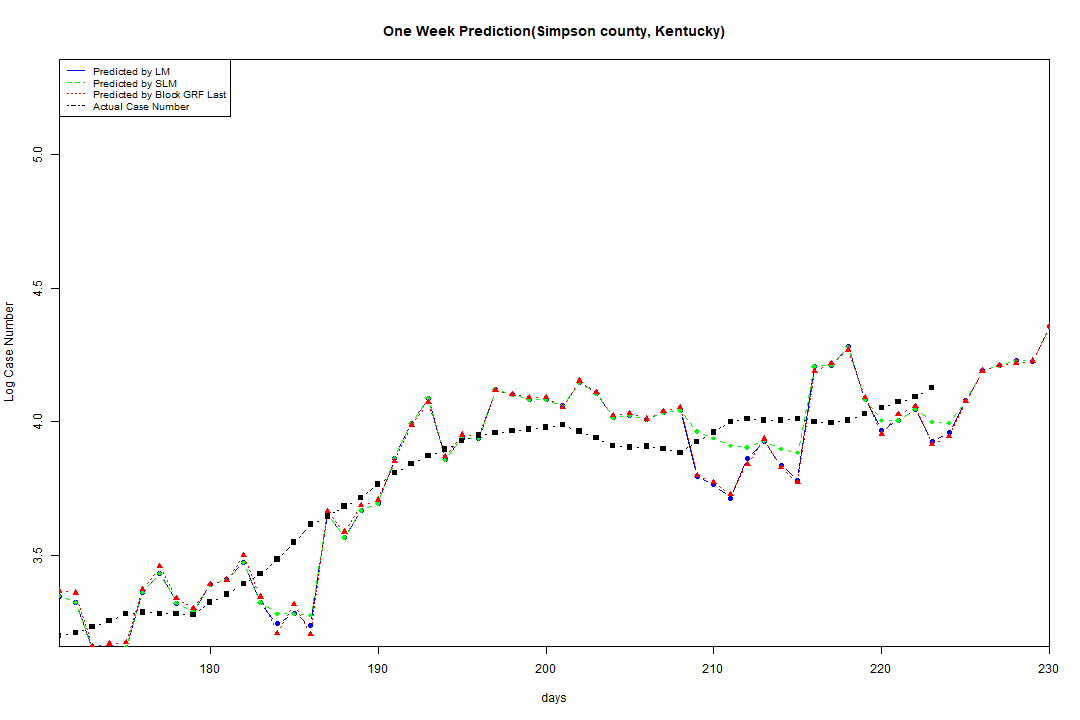 One Week Prediction(Simpson county, Kentucky)
Predicted by LM
Predicted by SLM
Predicted by Block GRF Last
Actual Case Number
5.0
4.5
4.0
3.5
Log Case Number
180 190 200 210 220 230
days